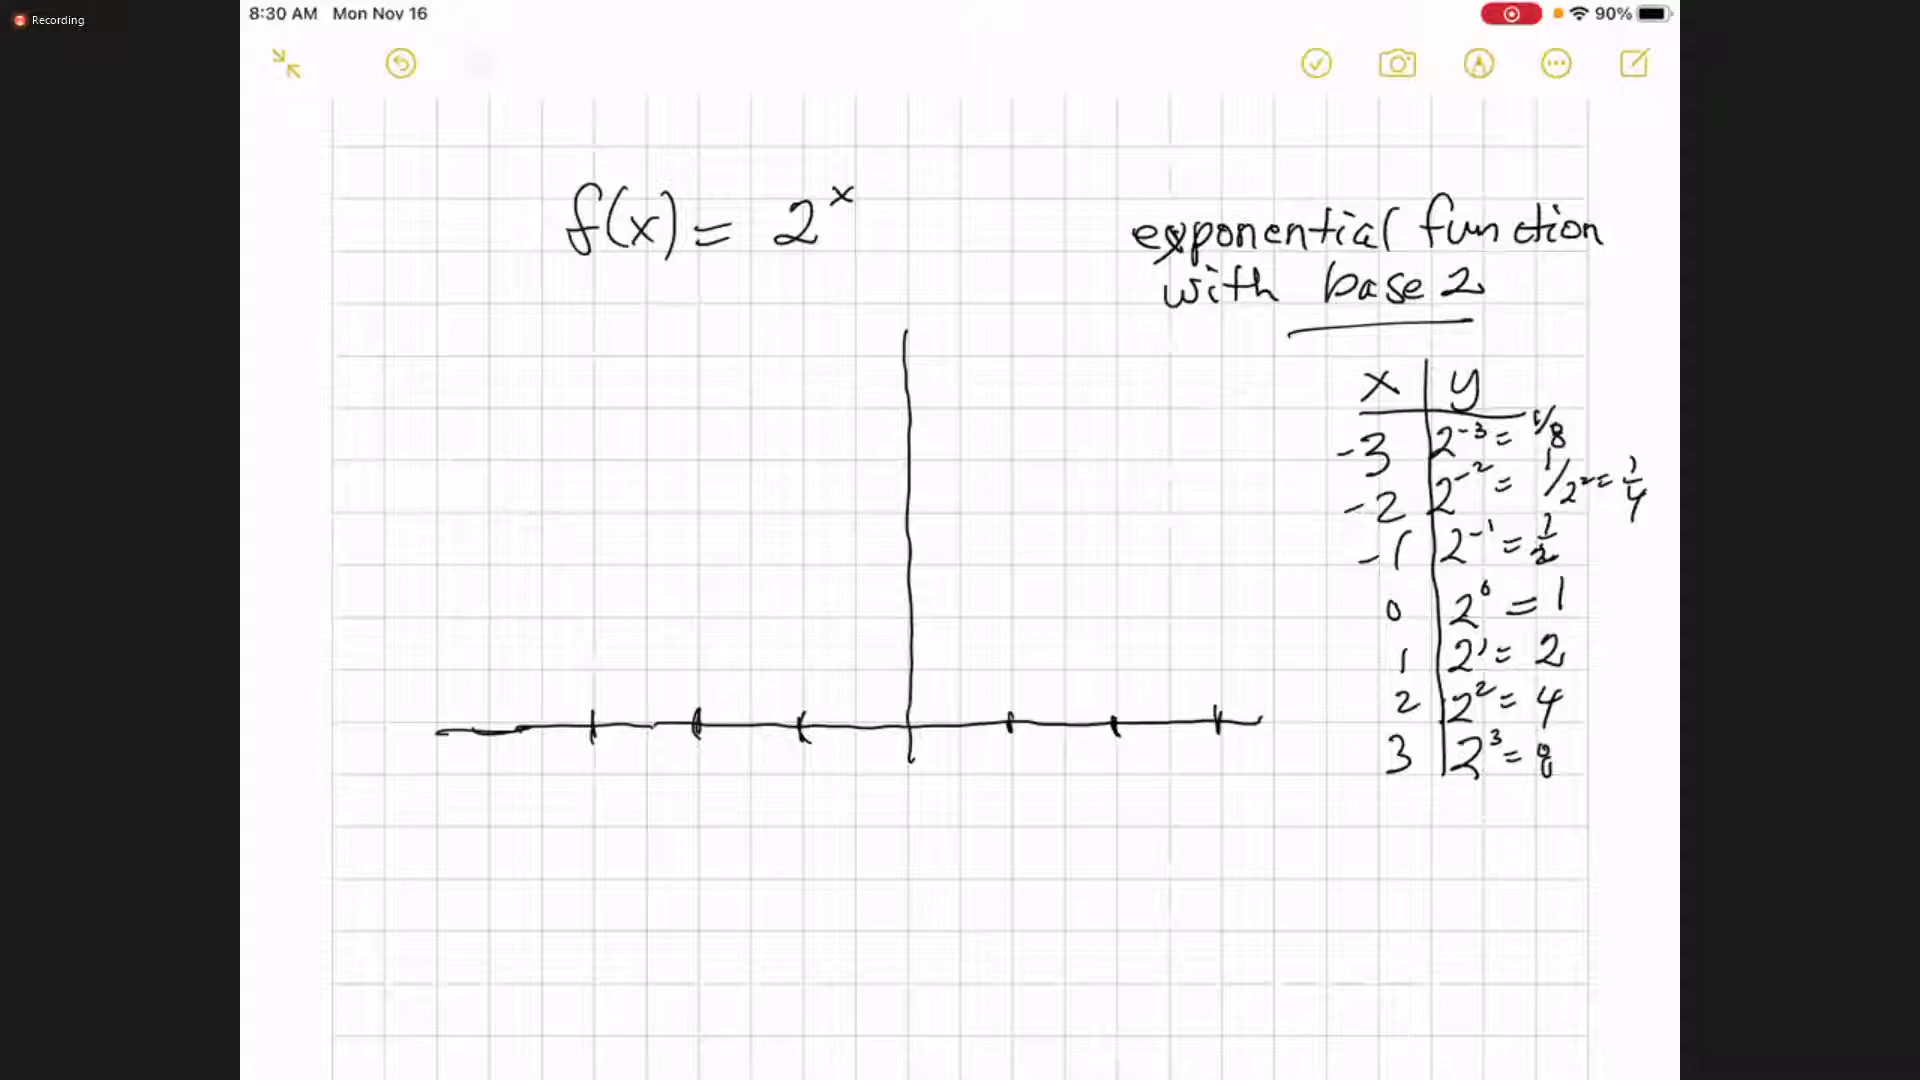 Recording
8:30 AM Mon Nov 16
90%
f(x) = 2^x
exponential function
with base 2
x | y
-3 | 2^-3 = 1/8
-2 | 2^-2 = 1/2^2 = 1/4
-1 | 2^-1 = 1/2
0 | 2^0 = 1
1 | 2^1 = 2
2 | 2^2 = 4
3 | 2^3 = 8